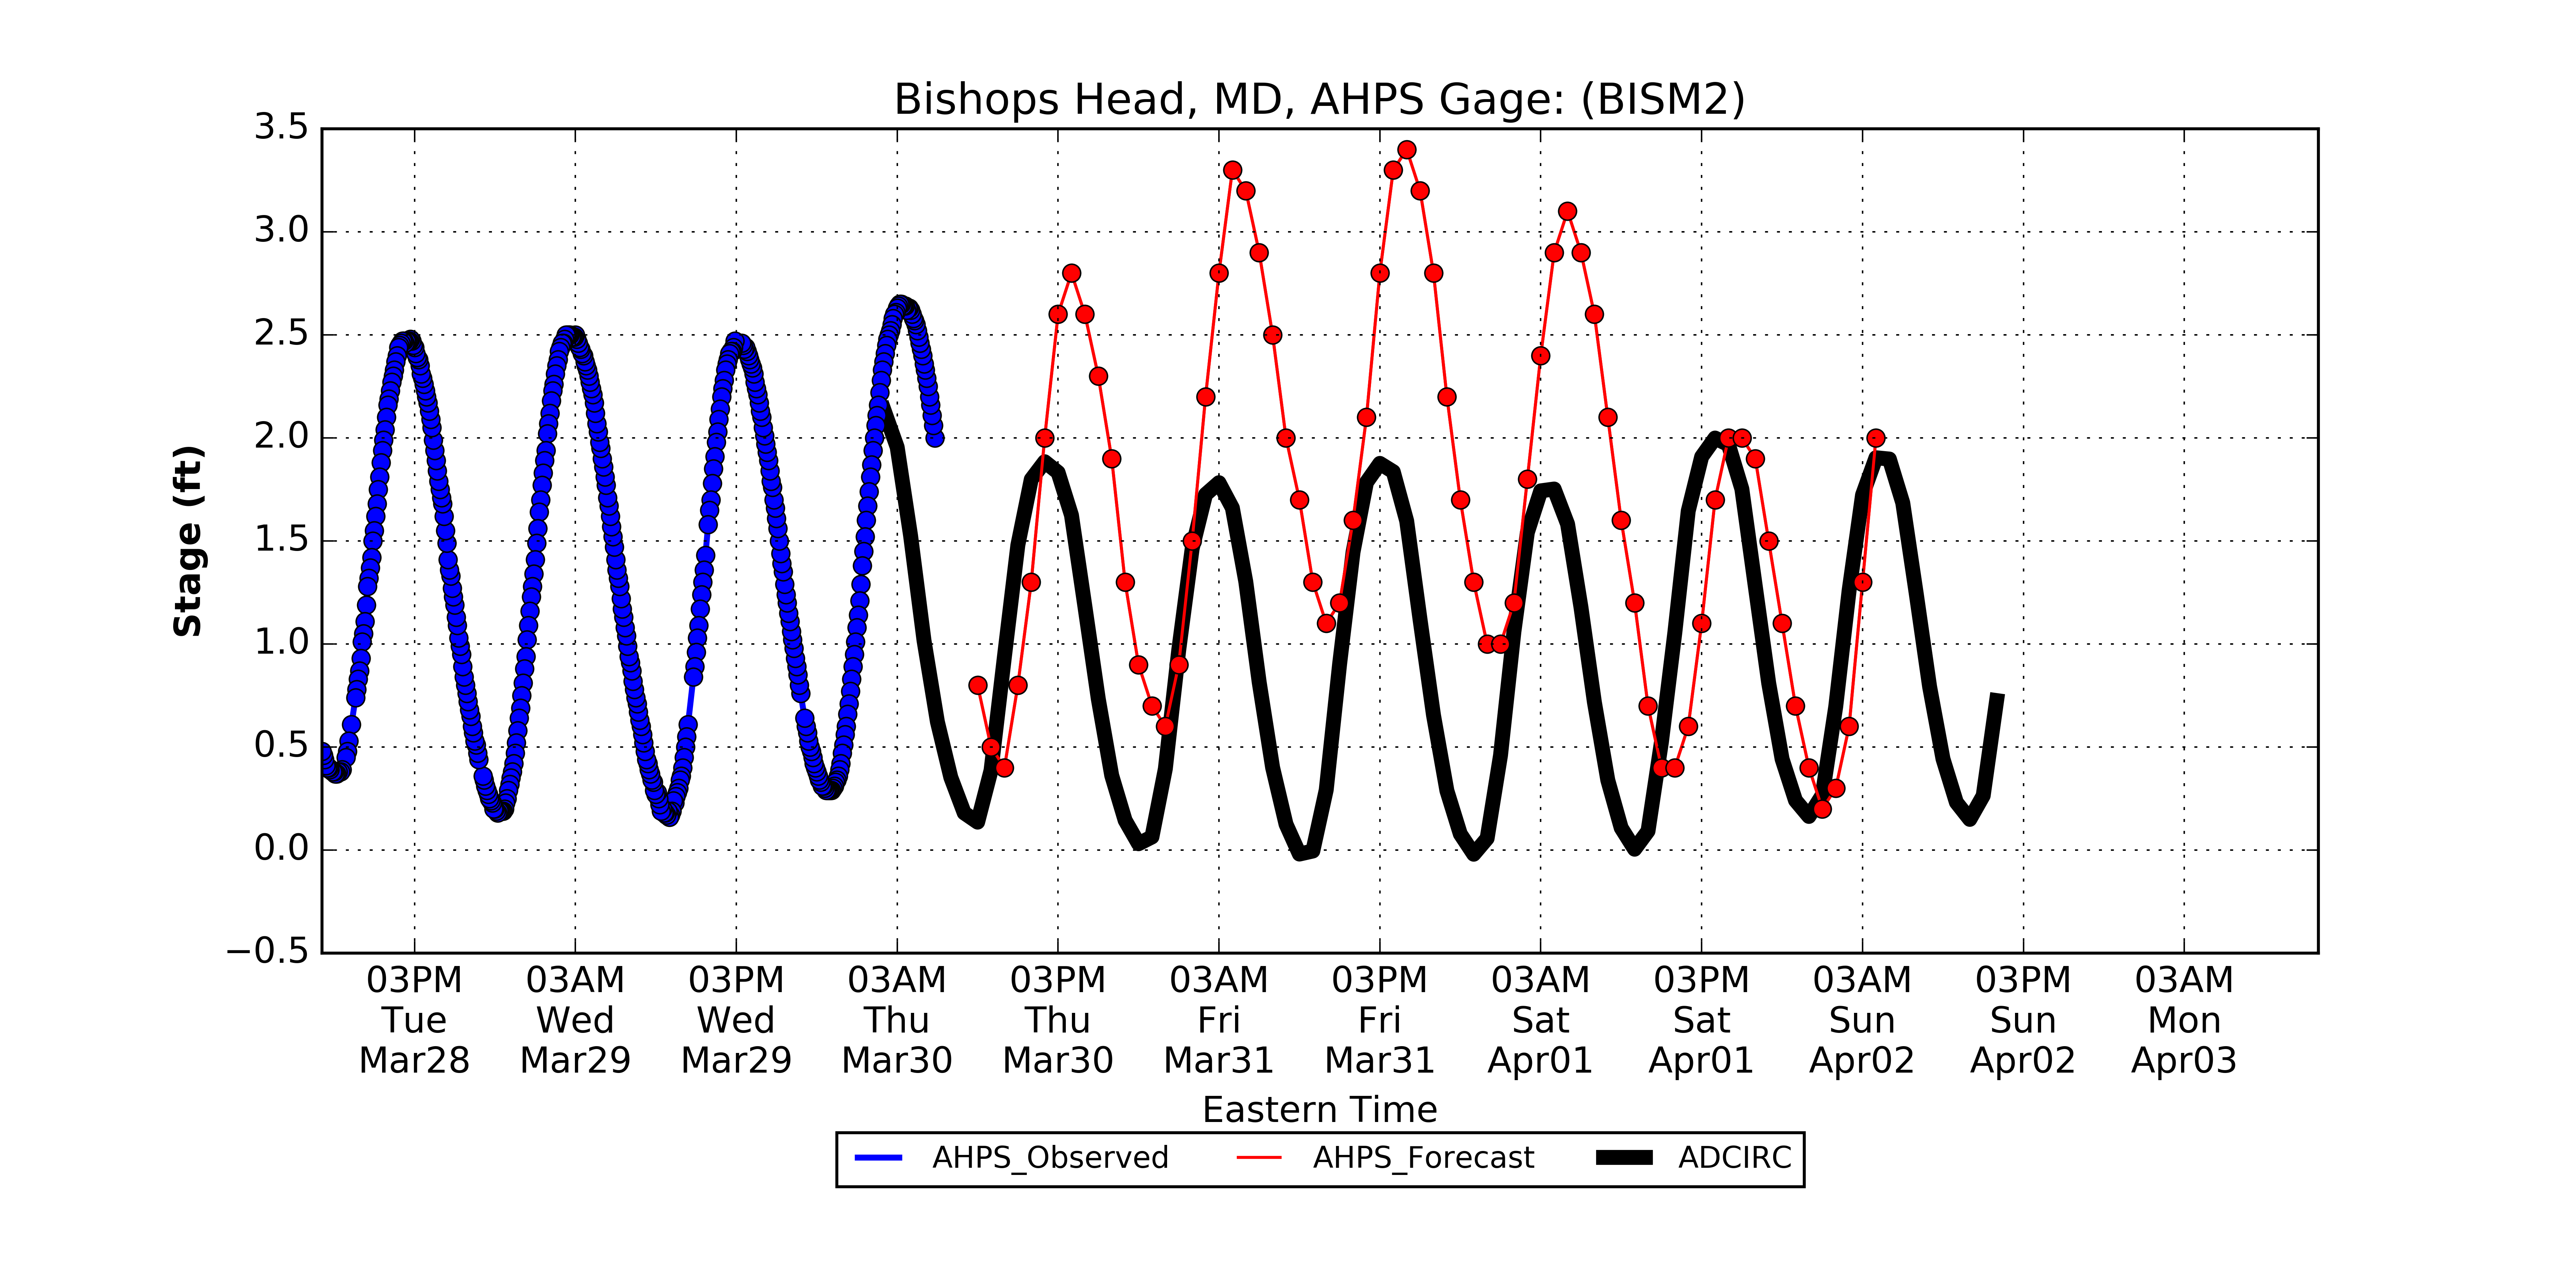 Bishops Head, MD, AHPS Gage: (BISM2)
3.5
3.0
2.5
2.0
1.5
1.0
0.5
0.0
−0.5
Stage (ft)
03PM 03AM 03PM 03AM 03PM 03AM 03PM 03AM 03PM 03AM 03PM 03AM
Tue Wed Wed Thu Thu Fri Fri Sat Sat Sun Sun Mon
Mar28 Mar29 Mar29 Mar30 Mar30 Mar31 Mar31 Apr01 Apr01 Apr02 Apr02 Apr03
Eastern Time
AHPS_Observed AHPS_Forecast ADCIRC